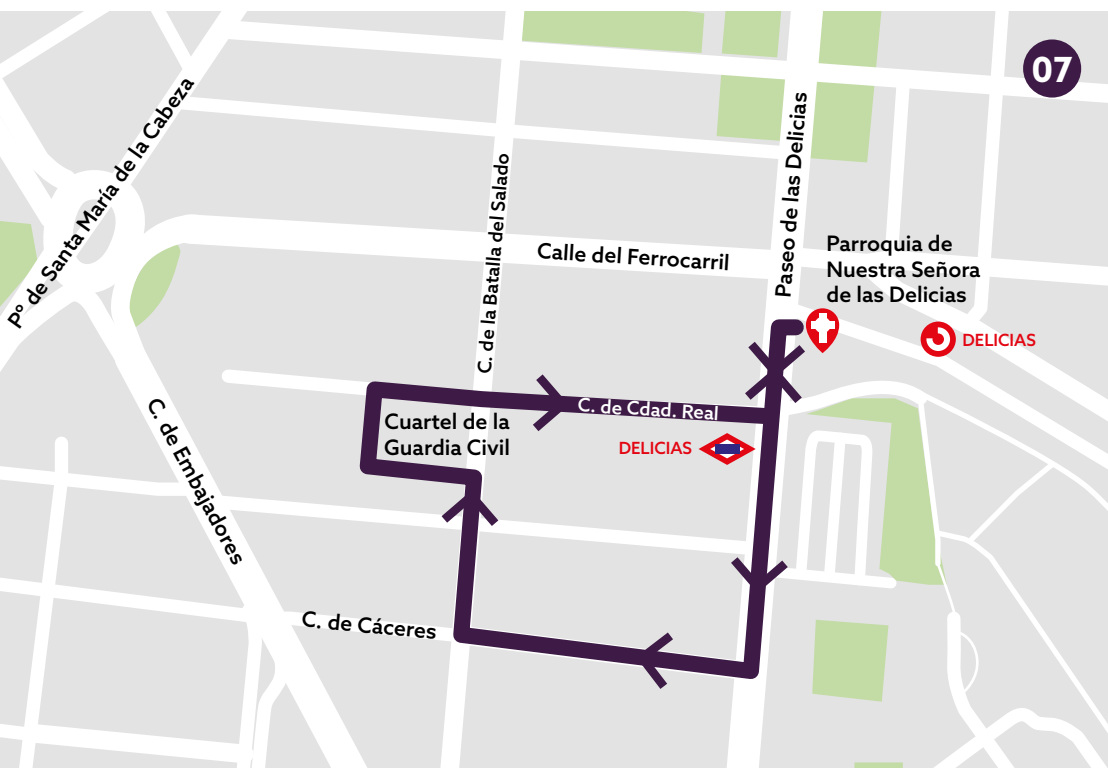 07
Pº de Santa María de la Cabeza
C. de la Batalla del Salado
Paseo de las Delicias
Calle del Ferrocarril
Parroquia de
Nuestra Señora
de las Delicias
DELICIAS
C. de Cdad. Real
Cuartel de la
Guardia Civil
DELICIAS
C. de Embajadores
C. de Cáceres